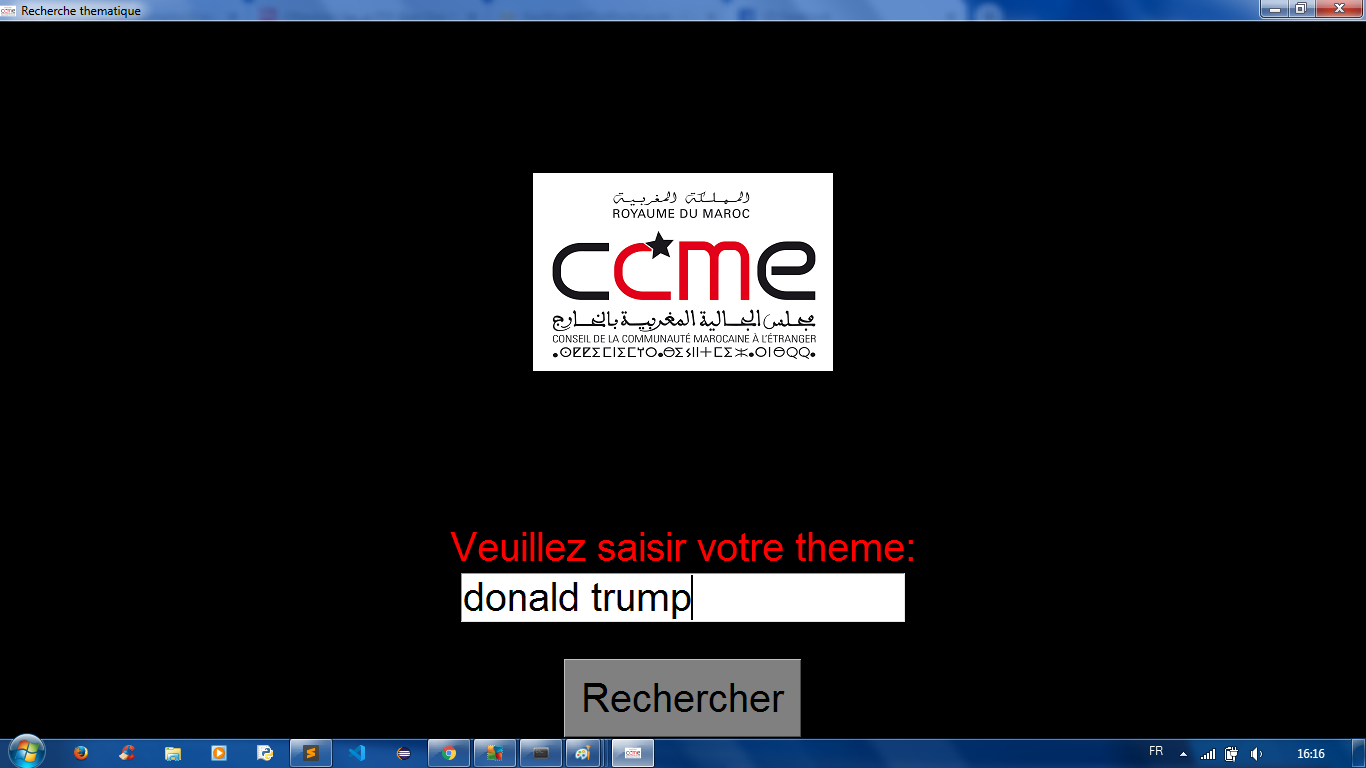 Recherche thematique
المملكة المغربية
ROYAUME DU MAROC
ccme
مجلس الجالية المغربية بالخارج
CONSEIL DE LA COMMUNAUTÉ MAROCAINE À L'ÉTRANGER
Veuillez saisir votre theme:
donald trump
Rechercher
FR
16:16